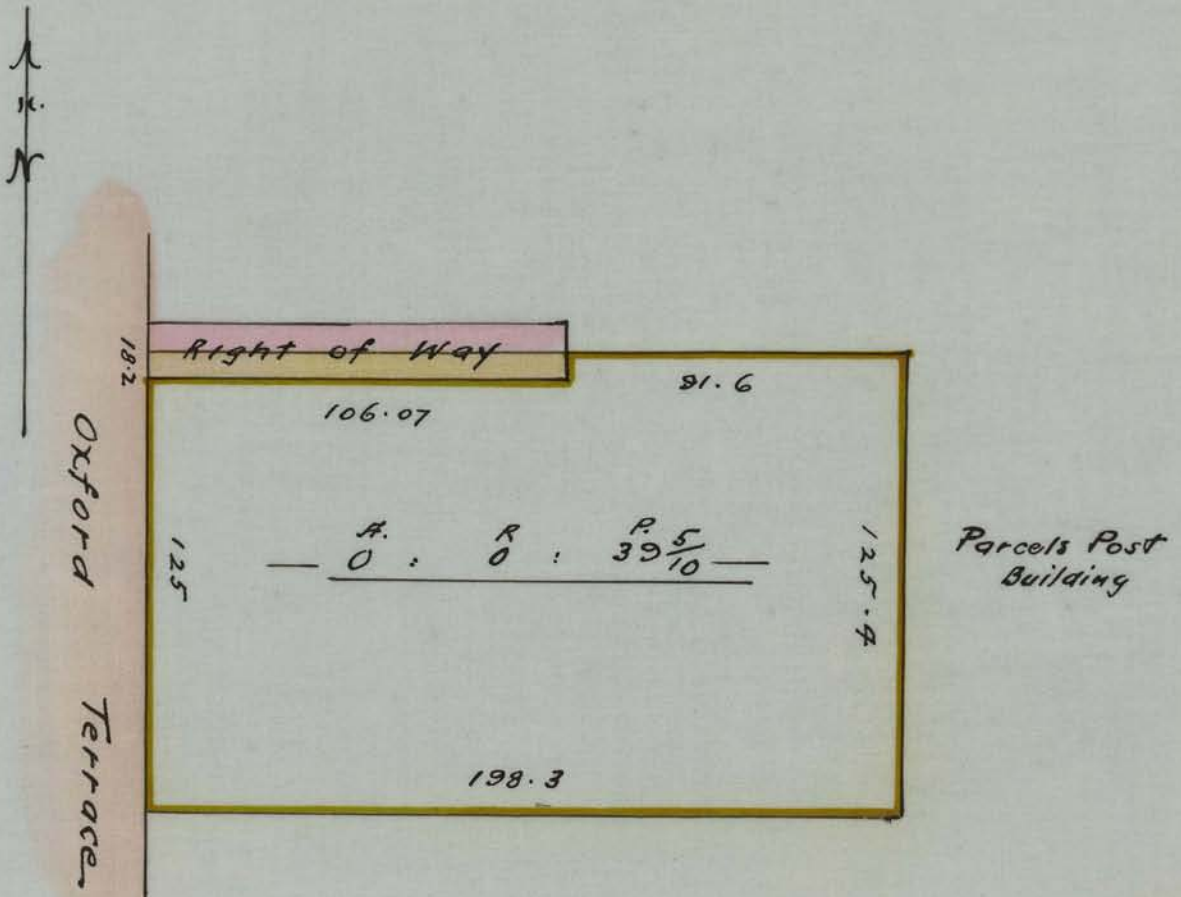 Right of Way
18.2
106.07
91.6
Oxford Terrace
125
A. R P.
0 : 0 : 39 5/10
125.4
Parcels Post
Building
198.3